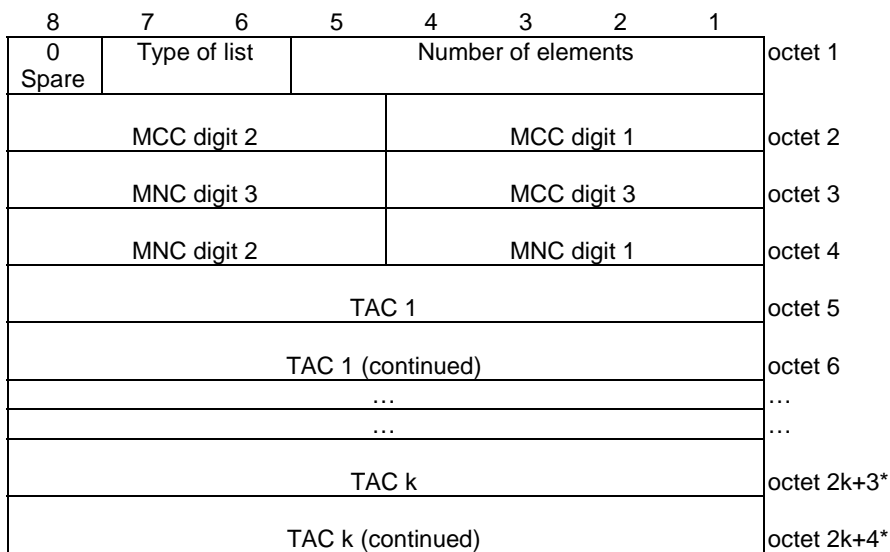 8 7 6 5 4 3 2 1
0 Type of list Number of elements octet 1
Spare
MCC digit 2 MCC digit 1 octet 2
MNC digit 3 MCC digit 3 octet 3
MNC digit 2 MNC digit 1 octet 4
TAC 1 octet 5
TAC 1 (continued) octet 6
… …
… …
TAC k octet 2k+3*
TAC k (continued) octet 2k+4*